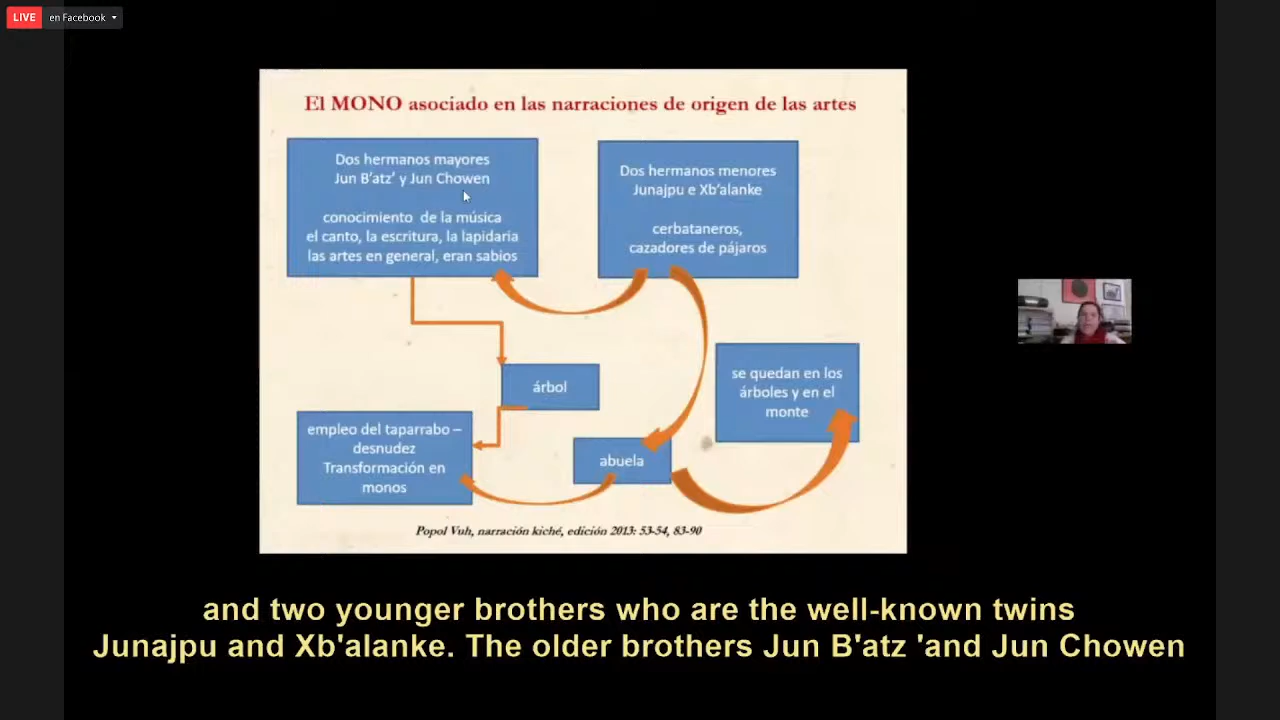 LIVE en Facebook
El MONO asociado en las narraciones de origen de las artes
Dos hermanos mayores
Jun B'atz' y Jun Chowen
conocimiento de la música
el canto, la escritura, la lapidaria
las artes en general, eran sabios
Dos hermanos menores
Junajpu e Xb'alanke
cerbataneros,
cazadores de pájaros
árbol
se quedan en los
árboles y en el
monte
empleo del taparrabo –
desnudez
Transformación en
monos
abuela
Popol Vuh, narración kiché, edición 2013: 53-54, 83-90
and two younger brothers who are the well-known twins
Junajpu and Xb'alanke. The older brothers Jun B'atz 'and Jun Chowen